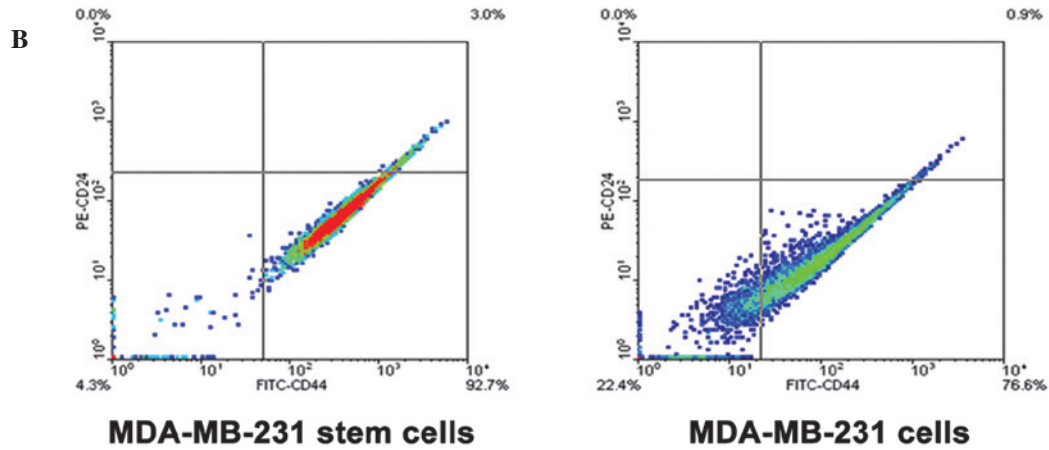 B
0.0% 3.0%
10⁴
10³
10²
10¹
10⁰
PE-CD24
10⁰ 10¹ 10² 10³ 10⁴
4.3% FITC-CD44 92.7%
MDA-MB-231 stem cells
0.0% 0.9%
10⁴
10³
10²
10¹
10⁰
PE-CD24
10⁰ 10¹ 10² 10³ 10⁴
22.4% FITC-CD44 76.6%
MDA-MB-231 cells